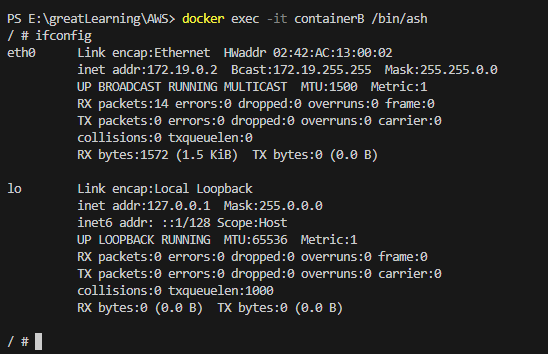 PS E:\greatLearning\AWS> docker exec -it containerB /bin/ash
/ # ifconfig
eth0      Link encap:Ethernet  HWaddr 02:42:AC:13:00:02
          inet addr:172.19.0.2  Bcast:172.19.255.255  Mask:255.255.0.0
          UP BROADCAST RUNNING MULTICAST  MTU:1500  Metric:1
          RX packets:14 errors:0 dropped:0 overruns:0 frame:0
          TX packets:0 errors:0 dropped:0 overruns:0 carrier:0
          collisions:0 txqueuelen:0
          RX bytes:1572 (1.5 KiB)  TX bytes:0 (0.0 B)
lo        Link encap:Local Loopback
          inet addr:127.0.0.1  Mask:255.0.0.0
          inet6 addr: ::1/128 Scope:Host
          UP LOOPBACK RUNNING  MTU:65536  Metric:1
          RX packets:0 errors:0 dropped:0 overruns:0 frame:0
          TX packets:0 errors:0 dropped:0 overruns:0 carrier:0
          collisions:0 txqueuelen:1000
          RX bytes:0 (0.0 B)  TX bytes:0 (0.0 B)
/ #